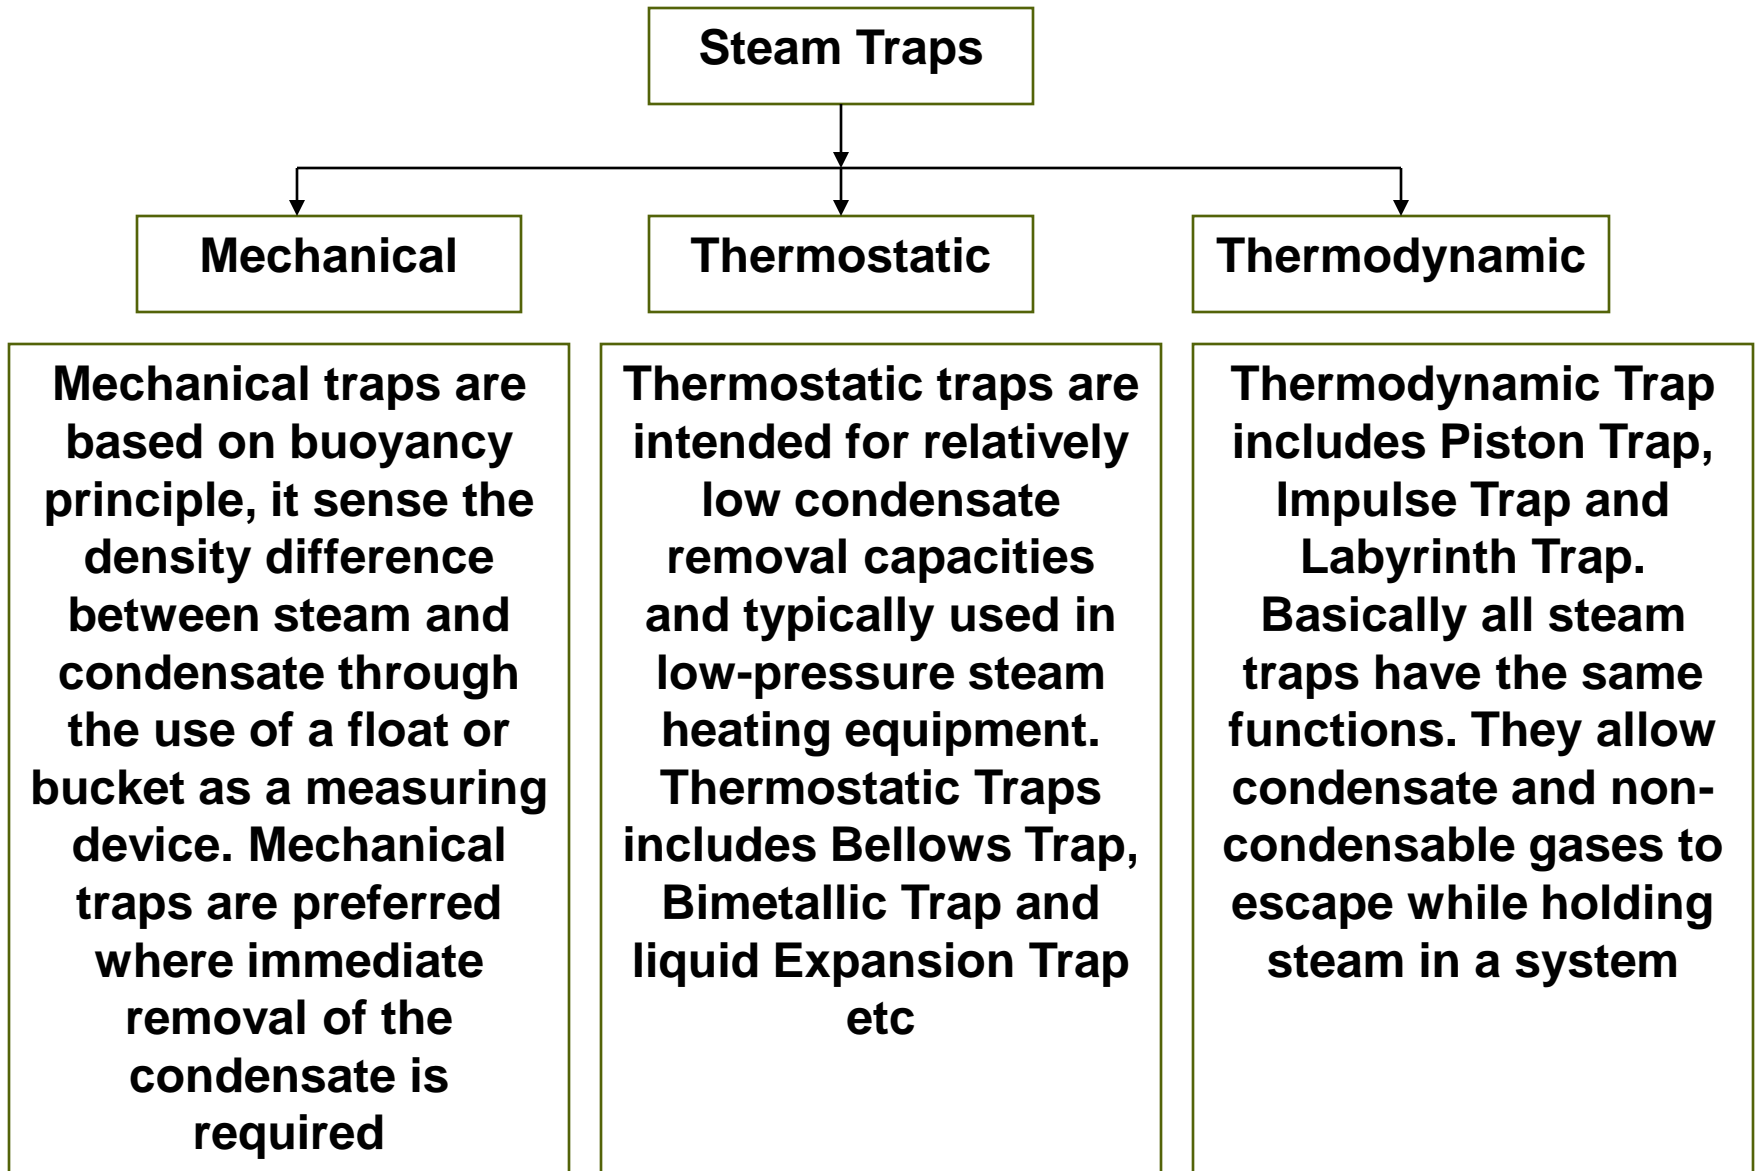 Steam Traps
Mechanical
Thermostatic
Thermodynamic
Mechanical traps are
based on buoyancy
principle, it sense the
density difference
between steam and
condensate through
the use of a float or
bucket as a measuring
device. Mechanical
traps are preferred
where immediate
removal of the
condensate is
required
Thermostatic traps are
intended for relatively
low condensate
removal capacities
and typically used in
low-pressure steam
heating equipment.
Thermostatic Traps
includes Bellows Trap,
Bimetallic Trap and
liquid Expansion Trap
etc
Thermodynamic Trap
includes Piston Trap,
Impulse Trap and
Labyrinth Trap.
Basically all steam
traps have the same
functions. They allow
condensate and non-
condensable gases to
escape while holding
steam in a system